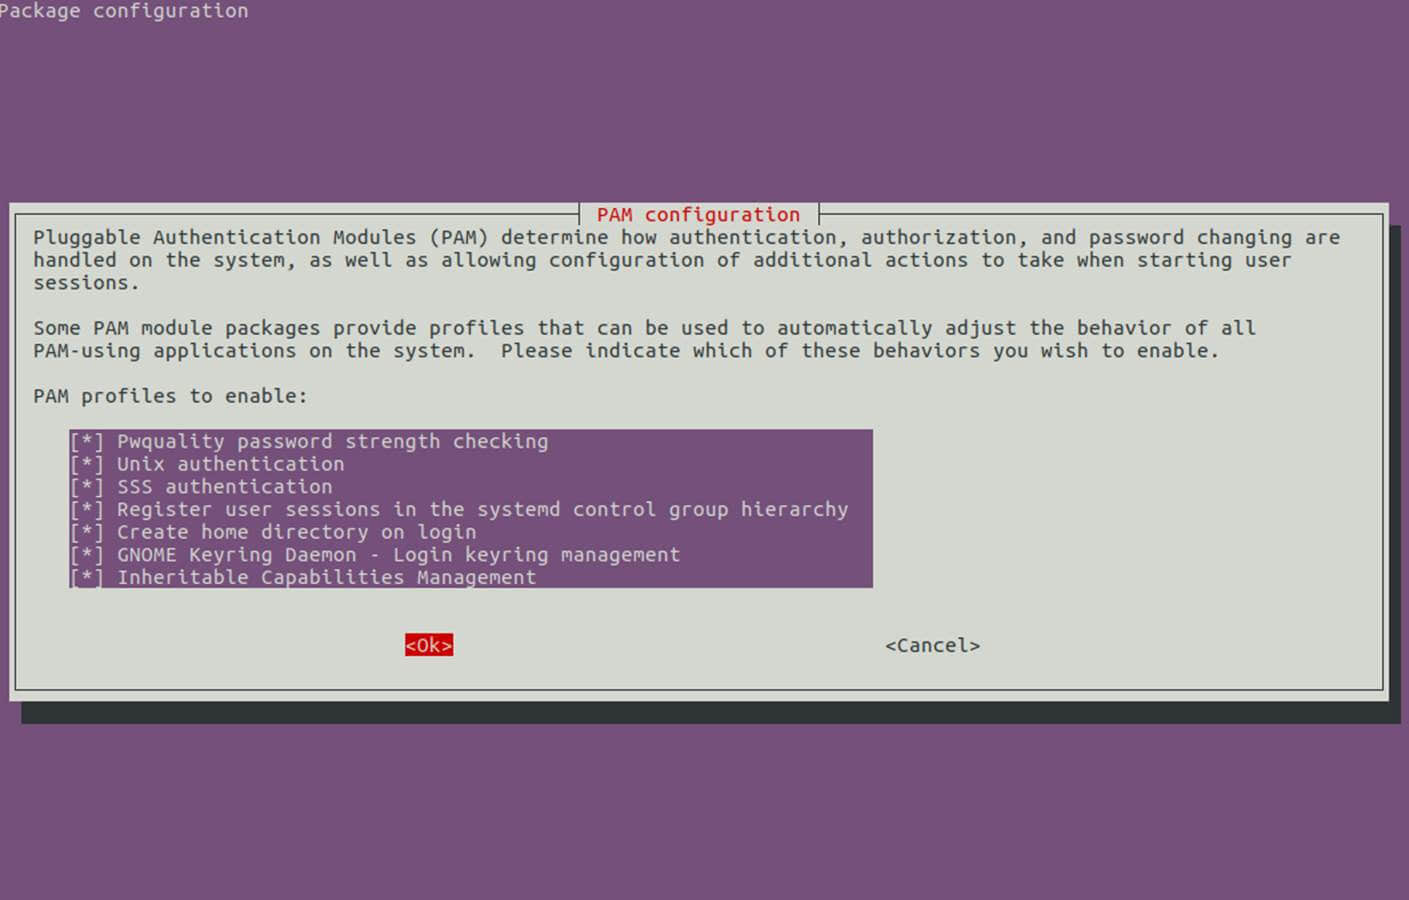 Package configuration
PAM configuration
Pluggable Authentication Modules (PAM) determine how authentication, authorization, and password changing are
handled on the system, as well as allowing configuration of additional actions to take when starting user
sessions.
Some PAM module packages provide profiles that can be used to automatically adjust the behavior of all
PAM-using applications on the system.  Please indicate which of these behaviors you wish to enable.
PAM profiles to enable:
[*] Pwquality password strength checking
[*] Unix authentication
[*] SSS authentication
[*] Register user sessions in the systemd control group hierarchy
[*] Create home directory on login
[*] GNOME Keyring Daemon - Login keyring management
[*] Inheritable Capabilities Management
<Ok> <Cancel>